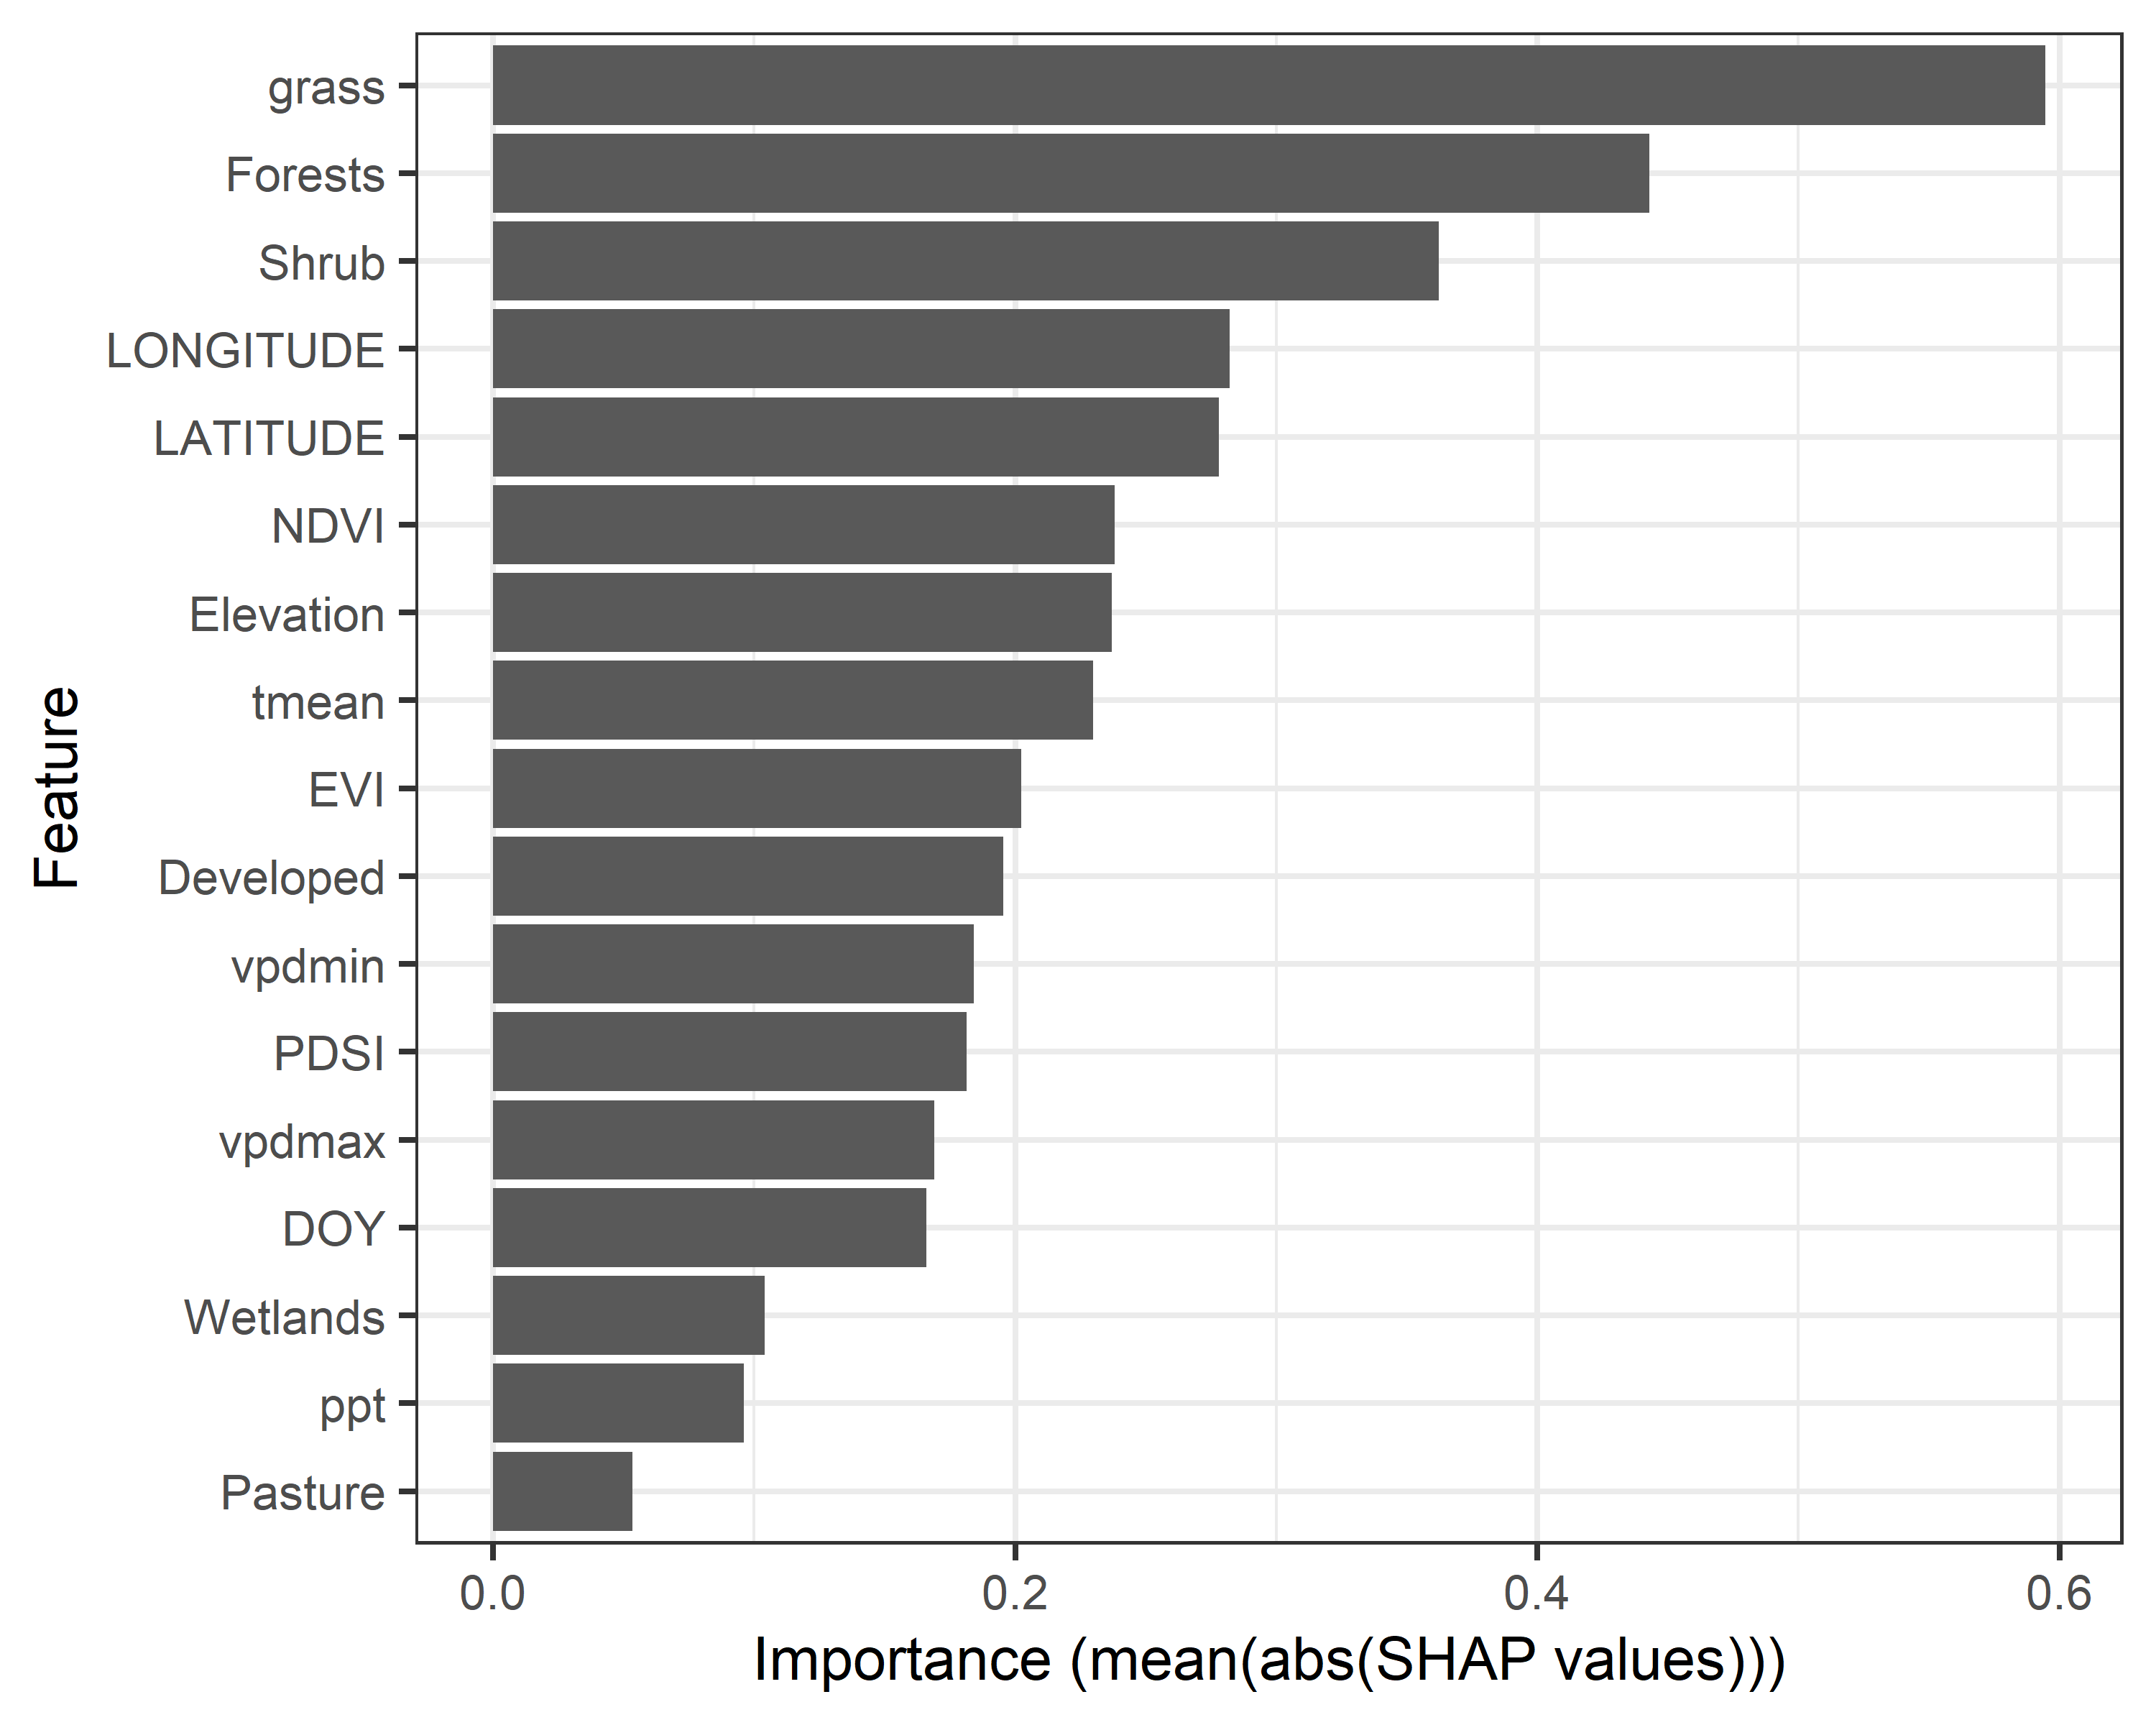 grass
Forests
Shrub
LONGITUDE
LATITUDE
NDVI
Elevation
tmean
EVI
Developed
vpdmin
PDSI
vpdmax
DOY
Wetlands
ppt
Pasture
Feature
0.0 0.2 0.4 0.6
Importance (mean(abs(SHAP values)))